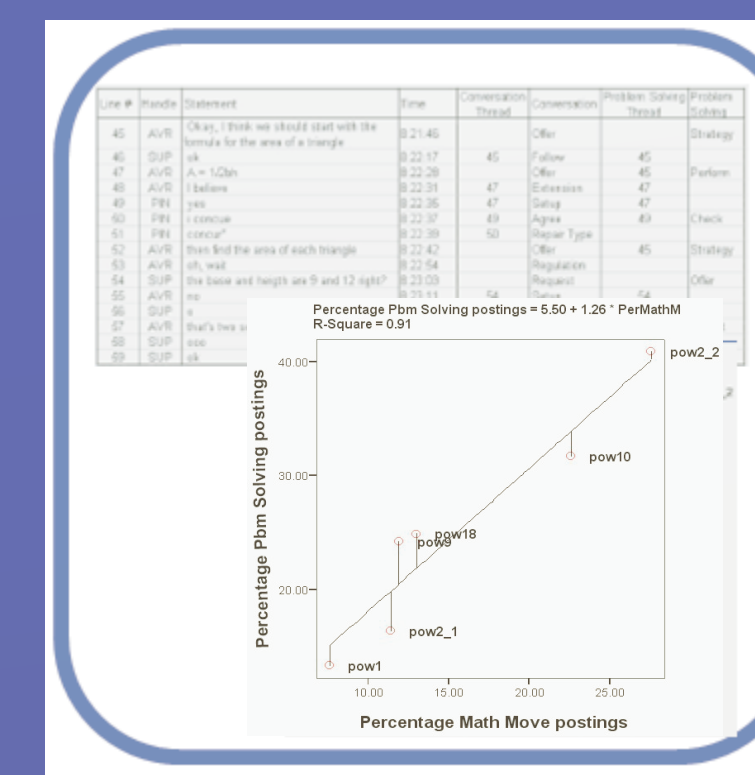 Line # Handle Statement Time Conversation Thread Conversation Problem Solving Thread Problem Solving
45 AVR Okay, I think we should start with the formula for the area of a triangle 8:21:46 Offer Strategy
46 SUP ok 8:22:17 45 Follow 45
47 AVR A = 1/2bh 8:22:28 Offer 45 Perform
48 AVR I believe 8:22:31 47 Extension 47
49 PIN yes 8:22:35 47 Setup 47
50 PIN i concue 8:22:37 49 Agree 49 Check
51 PIN concur* 8:22:39 50 Repair Type
52 AVR then find the area of each triangle 8:22:42 Offer 45 Strategy
53 AVR oh, wait 8:22:54 Regulation
54 SUP the base and heigth are 9 and 12 right? 8:23:03 Request Offer
55 AVR no 8:23:11 54 54
56 SUP
57 AVR that's two
58 SUP ooo
59 SUP ok
Percentage Pbm Solving postings = 5.50 + 1.26 * PerMathM
R-Square = 0.91
Percentage Pbm Solving postings
40.00
30.00
20.00
pow2_2
pow10
pow18
pow9
pow2_1
pow1
10.00 15.00 20.00 25.00
Percentage Math Move postings